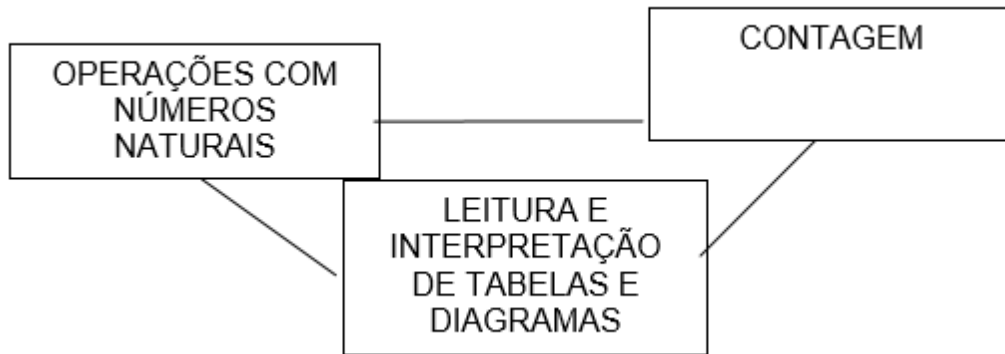 OPERAÇÕES COM
NÚMEROS
NATURAIS
CONTAGEM
LEITURA E
INTERPRETAÇÃO
DE TABELAS E
DIAGRAMAS